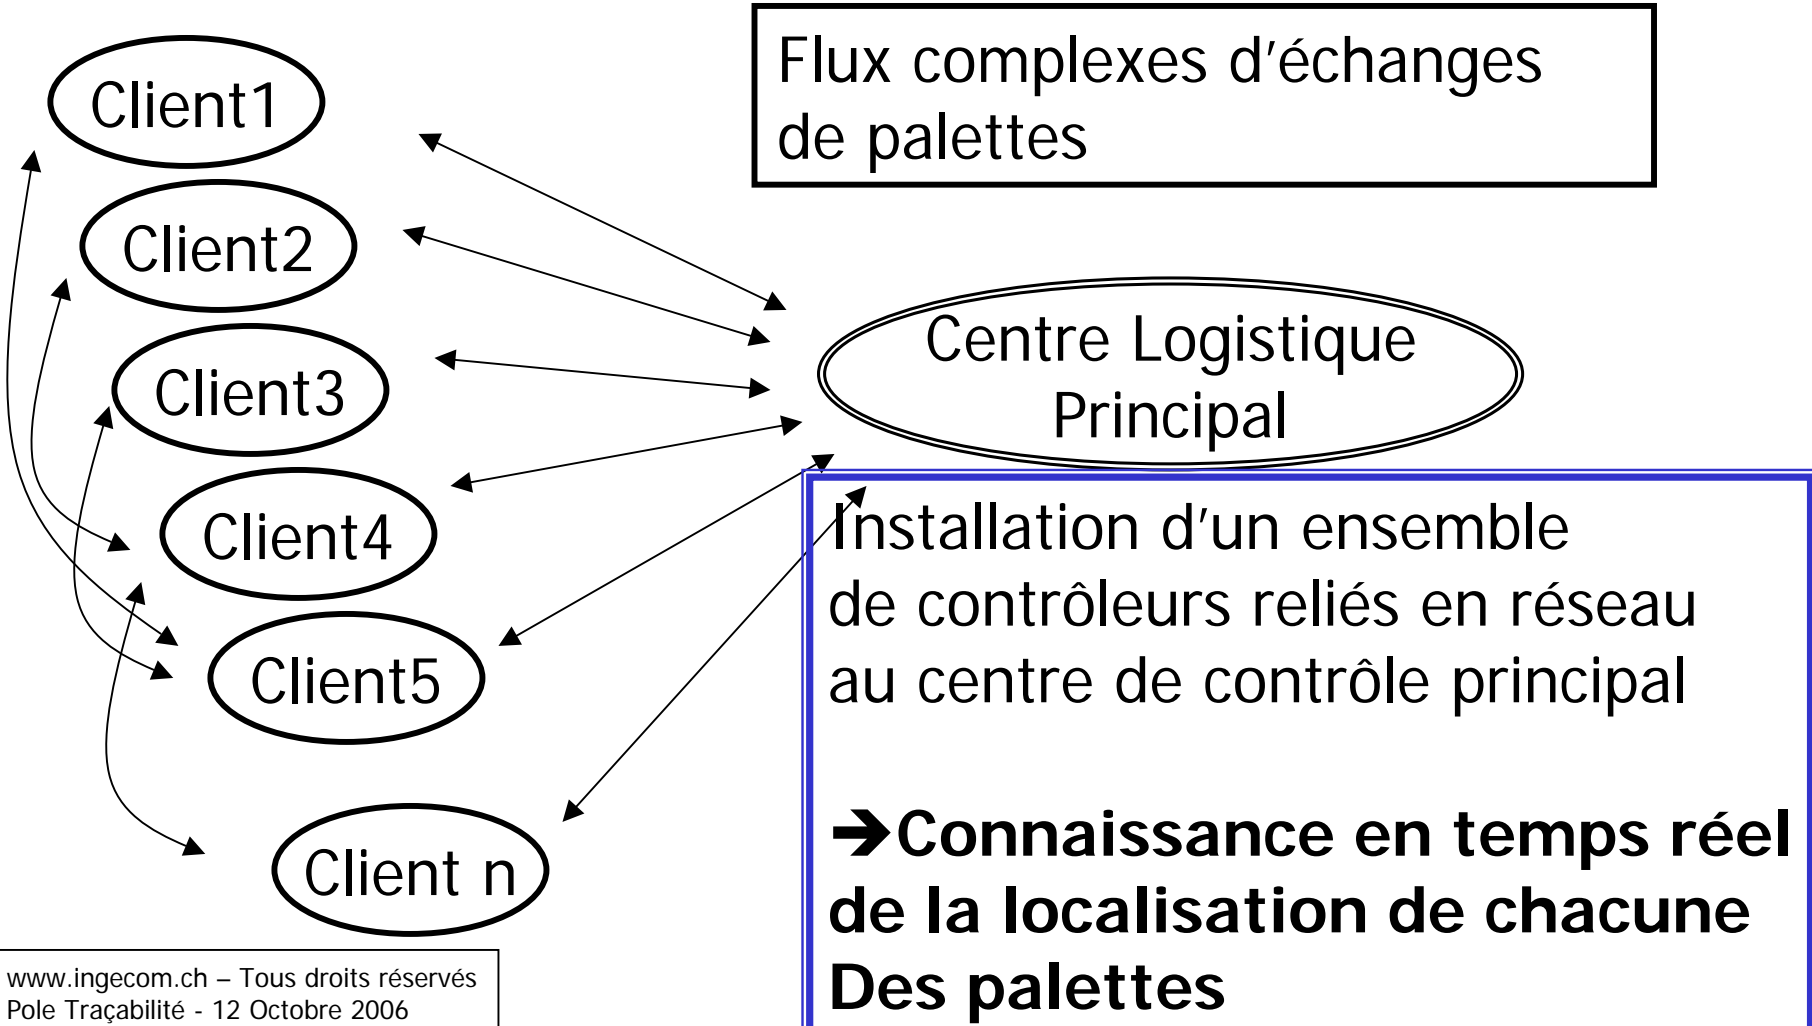 Flux complexes d'échanges
de palettes
Client1
Client2
Client3
Client4
Client5
Client n
Centre Logistique
Principal
Installation d'un ensemble
de contrôleurs reliés en réseau
au centre de contrôle principal
➔Connaissance en temps réel
de la localisation de chacune
Des palettes
www.ingecom.ch – Tous droits réservés
Pole Traçabilité - 12 Octobre 2006